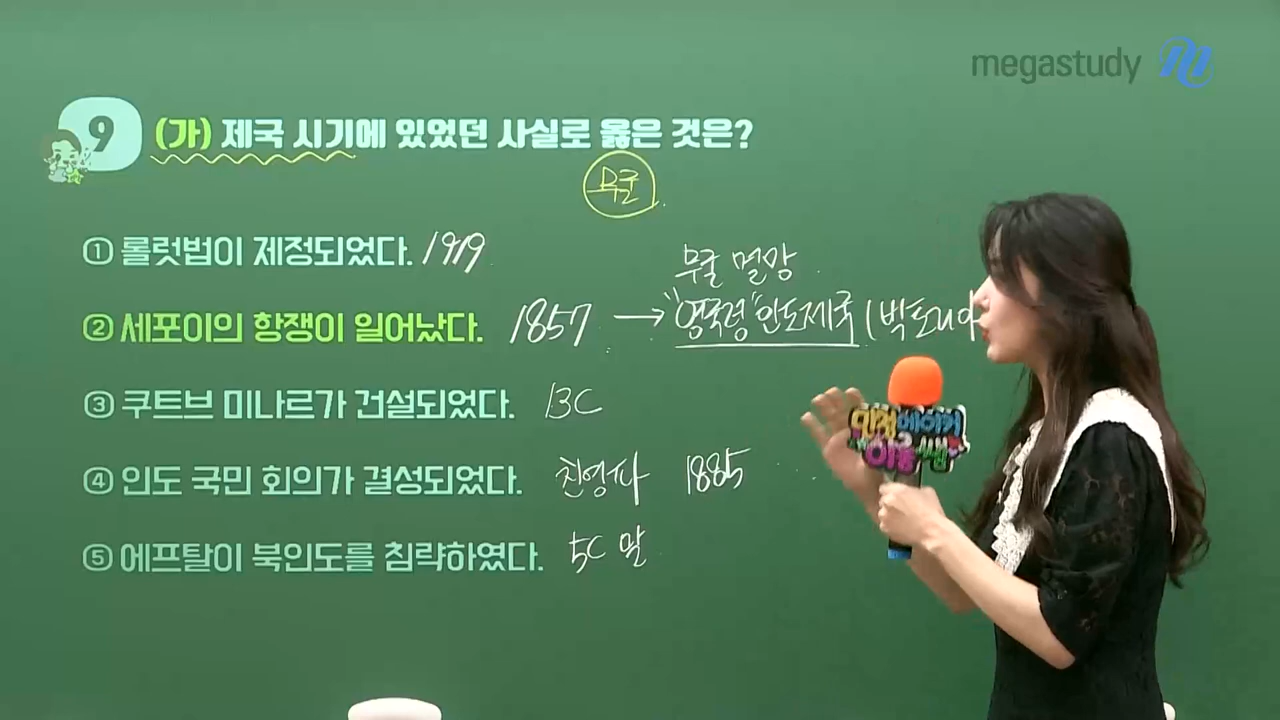 megastudy
9 (가) 제국 시기에 있었던 사실로 옳은 것은?
무굴
① 롤럿법이 제정되었다. 1919
무굴 멸망
② 세포이의 항쟁이 일어났다. 1857 → "영국령"인도제국 (빅토리아
③ 쿠트브 미나르가 건설되었다. 13C
④ 인도 국민 회의가 결성되었다. 친영파 1885
⑤ 에프탈이 북인도를 침략하였다. 5C 말